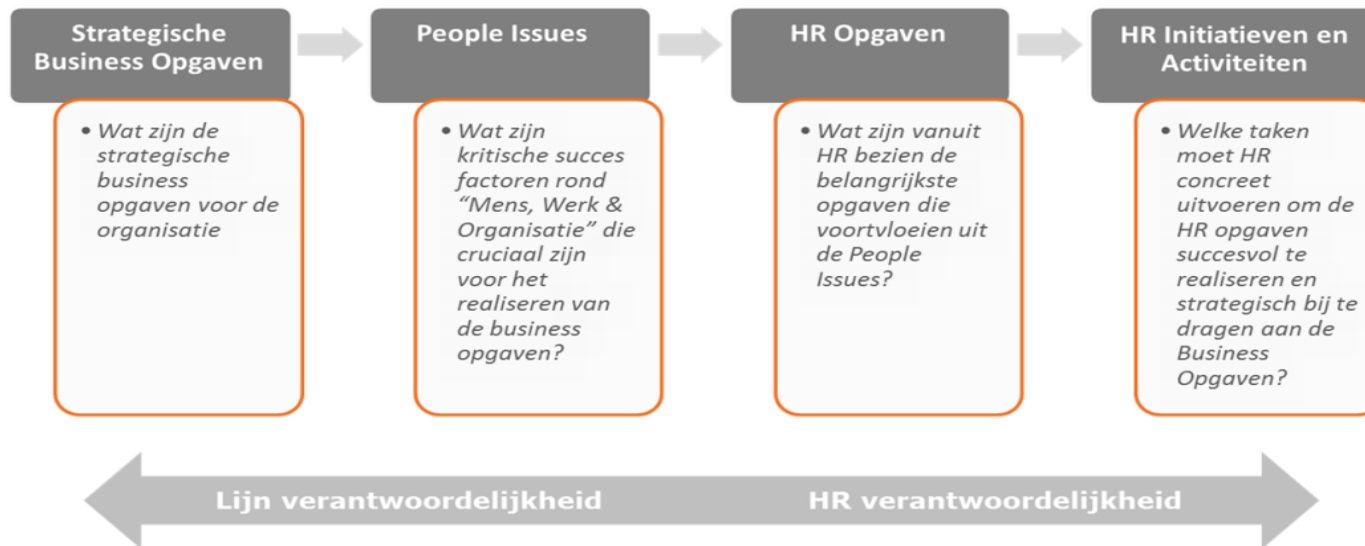 Strategische
Business Opgaven
People Issues
HR Opgaven
HR Initiatieven en
Activiteiten
• Wat zijn de
strategische
business
opgaven voor de
organisatie
• Wat zijn
kritische succes
factoren rond
“Mens, Werk &
Organisatie” die
cruciaal zijn
voor het
realiseren van
de business
opgaven?
• Wat zijn vanuit
HR bezien de
belangrijkste
opgaven die
voortvloeien uit
de People
Issues?
• Welke taken
moet HR
concreet
uitvoeren om de
HR opgaven
succesvol te
realiseren en
strategisch bij te
dragen aan de
Business
Opgaven?
Lijn verantwoordelijkheid
HR verantwoordelijkheid